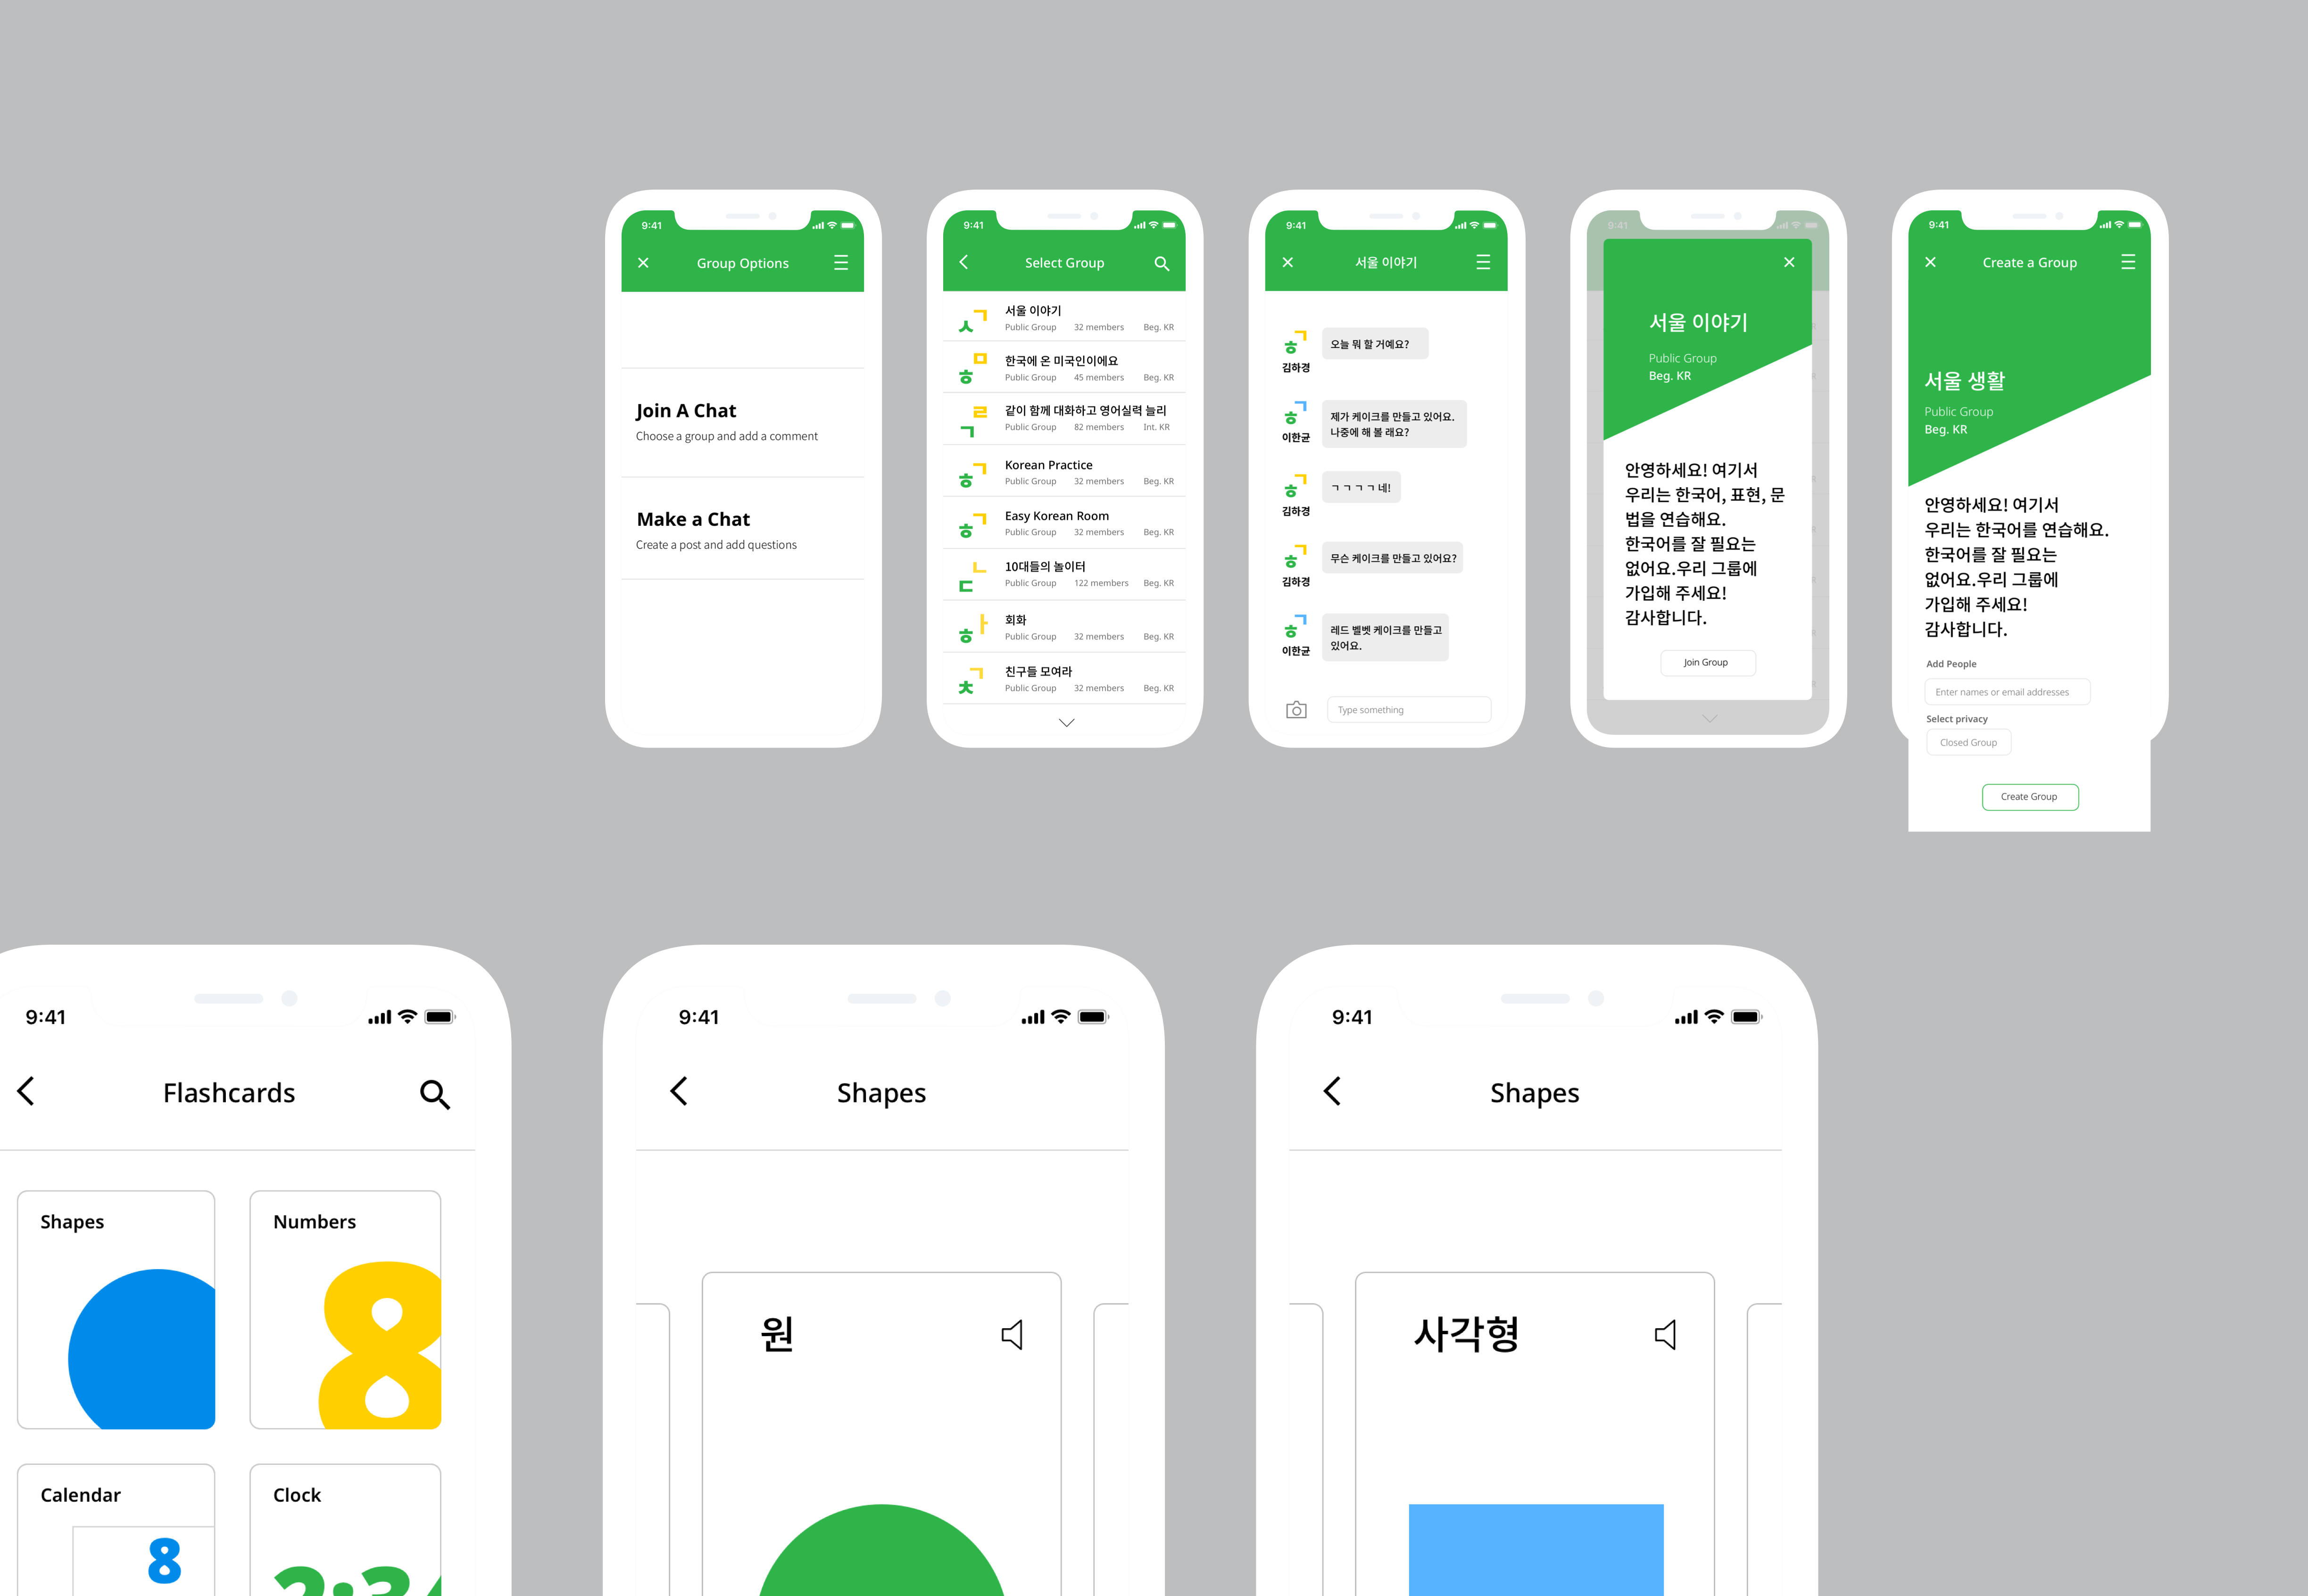 9:41
Group Options
Join A Chat
Choose a group and add a comment
Make a Chat
Create a post and add questions
9:41
Select Group
ㅅㄱ
서울 이야기
Public Group 32 members Beg. KR
ㅎㅁ
한국에 온 미국인이에요
Public Group 45 members Beg. KR
ㄱㄹ
같이 함께 대화하고 영어실력 늘리
Public Group 82 members Int. KR
ㅎㄱ
Korean Practice
Public Group 32 members Beg. KR
ㅎㄱ
Easy Korean Room
Public Group 32 members Beg. KR
ㄷㄴ
10대들의 놀이터
Public Group 122 members Beg. KR
ㅎㅏ
회화
Public Group 32 members Beg. KR
ㅊㄱ
친구들 모여라
Public Group 32 members Beg. KR
9:41
서울 이야기
ㅎㄱ
김하경
오늘 뭐 할 거예요?
ㅎㄱ
이한균
제가 케이크를 만들고 있어요.
나중에 해 볼 래요?
ㅎㄱ
김하경
ㄱ ㄱ ㄱ ㄱ 네!
ㅎㄱ
김하경
무슨 케이크를 만들고 있어요?
ㅎㄱ
이한균
레드 벨벳 케이크를 만들고
있어요.
Type something
9:41
서울 이야기
Public Group
Beg. KR
안영하세요! 여기서
우리는 한국어, 표현, 문
법을 연습해요.
한국어를 잘 필요는
없어요.우리 그룹에
가입해 주세요!
감사합니다.
Join Group
9:41
Create a Group
서울 생활
Public Group
Beg. KR
안영하세요! 여기서
우리는 한국어를 연습해요.
한국어를 잘 필요는
없어요.우리 그룹에
가입해 주세요!
감사합니다.
Add People
Enter names or email addresses
Select privacy
Closed Group
Create Group
9:41
Flashcards
Shapes
Numbers
8
Calendar
8
Clock
9:41
Shapes
원
9:41
Shapes
사각형